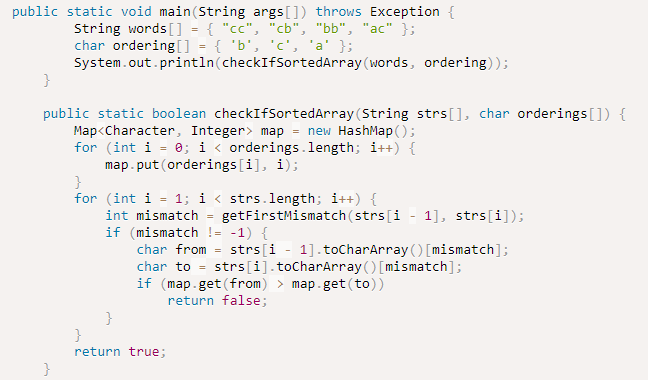 public static void main(String args[]) throws Exception {
        String words[] = { "cc", "cb", "bb", "ac" };
        char ordering[] = { 'b', 'c', 'a' };
        System.out.println(checkIfSortedArray(words, ordering));
    }

    public static boolean checkIfSortedArray(String strs[], char orderings[]) {
        Map<Character, Integer> map = new HashMap();
        for (int i = 0; i < orderings.length; i++) {
            map.put(orderings[i], i);
        }
        for (int i = 1; i < strs.length; i++) {
            int mismatch = getFirstMismatch(strs[i - 1], strs[i]);
            if (mismatch != -1) {
                char from = strs[i - 1].toCharArray()[mismatch];
                char to = strs[i].toCharArray()[mismatch];
                if (map.get(from) > map.get(to))
                    return false;
            }
        }
        return true;
    }